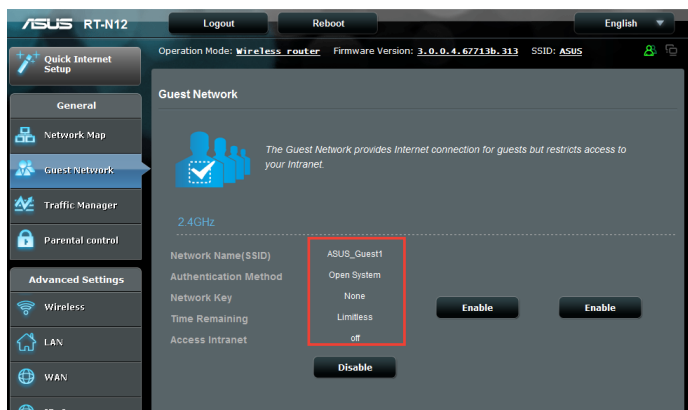 ASUS RT-N12 Logout Reboot English
Operation Mode: Wireless router Firmware Version: 3.0.0.4.67713b.313 SSID: ASUS
Quick Internet
Setup
General
Network Map
Guest Network
Traffic Manager
Parental control
Advanced Settings
Wireless
LAN
WAN
Guest Network
The Guest Network provides Internet connection for guests but restricts access to
your Intranet.
2.4GHz
Network Name(SSID) ASUS_Guest1
Authentication Method Open System
Network Key None
Time Remaining Limitless
Access Intranet off
Enable Enable
Disable